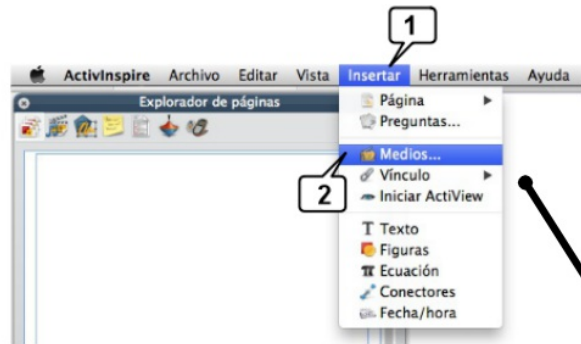 1
ActivInspire Archivo Editar Vista Insertar Herramientas Ayuda
Explorador de páginas
Página
Preguntas...
Medios...
2
Vínculo
Iniciar ActiView
T Texto
Figuras
π Ecuación
Conectores
Fecha/hora